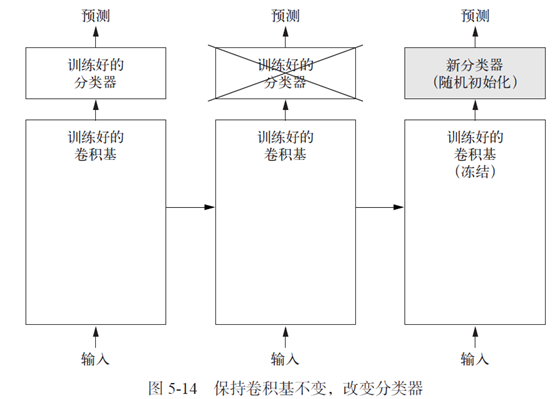 预测
预测
预测
训练好的
分类器
训练好的
分类器
新分类器
(随机初始化)
训练好的
卷积基
训练好的
卷积基
训练好的
卷积基
(冻结)
输入
输入
输入
图 5-14 保持卷积基不变，改变分类器